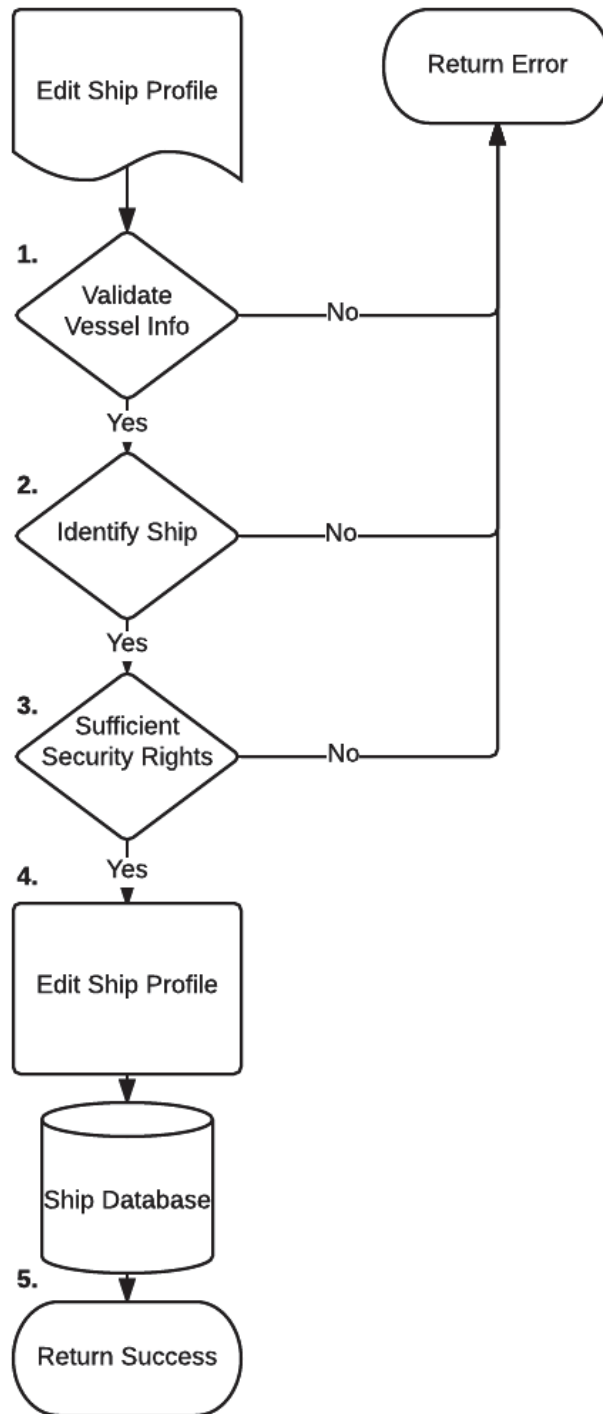 Edit Ship Profile
Return Error
1.
Validate
Vessel Info
No
Yes
2.
Identify Ship
No
Yes
3.
Sufficient
Security Rights
No
Yes
4.
Edit Ship Profile
Ship Database
5.
Return Success